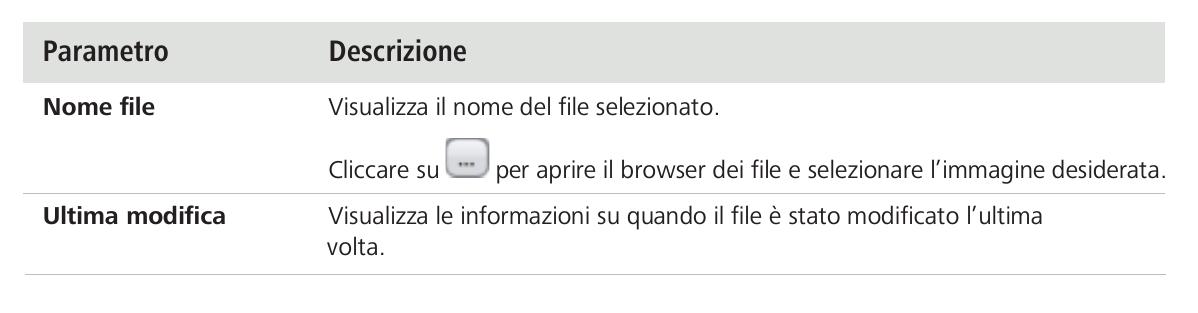 Parametro Descrizione
Nome file Visualizza il nome del file selezionato.
Cliccare su ... per aprire il browser dei file e selezionare l’immagine desiderata.
Ultima modifica Visualizza le informazioni su quando il file è stato modificato l’ultima
volta.